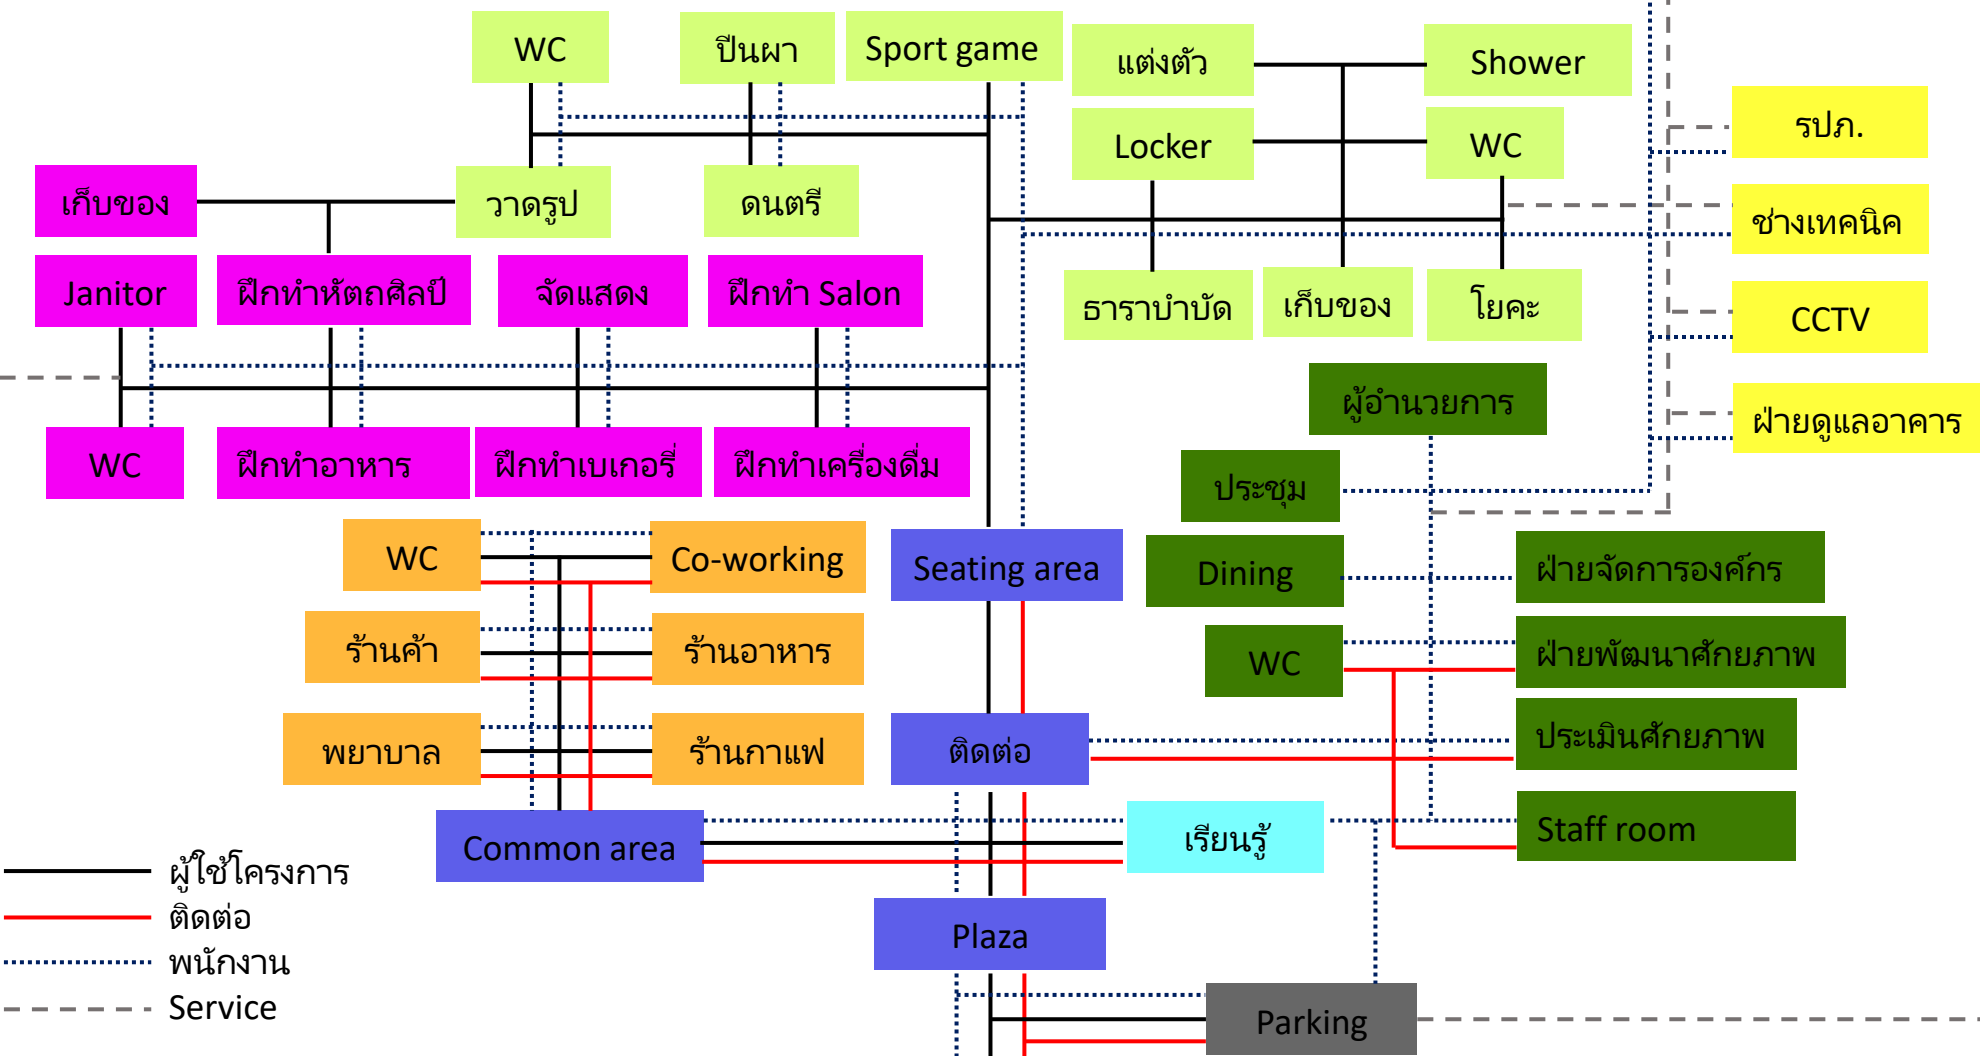 WC
ปีนผา
Sport game
แต่งตัว
Shower
รปภ.
Locker
WC
เก็บของ
วาดรูป
ดนตรี
ช่างเทคนิค
Janitor
ฝึกทำหัตถศิลป์
จัดแสดง
ฝึกทำ Salon
ธาราบำบัด
เก็บของ
โยคะ
CCTV
ผู้อำนวยการ
ฝ่ายดูแลอาคาร
WC
ฝึกทำอาหาร
ฝึกทำเบเกอรี่
ฝึกทำเครื่องดื่ม
ประชุม
WC
Co-working
Seating area
Dining
ฝ่ายจัดการองค์กร
ร้านค้า
ร้านอาหาร
WC
ฝ่ายพัฒนาศักยภาพ
พยาบาล
ร้านกาแฟ
ติดต่อ
ประเมินศักยภาพ
Common area
เรียนรู้
Staff room
ผู้ใช้โครงการ
ติดต่อ
Plaza
พนักงาน
Service
Parking